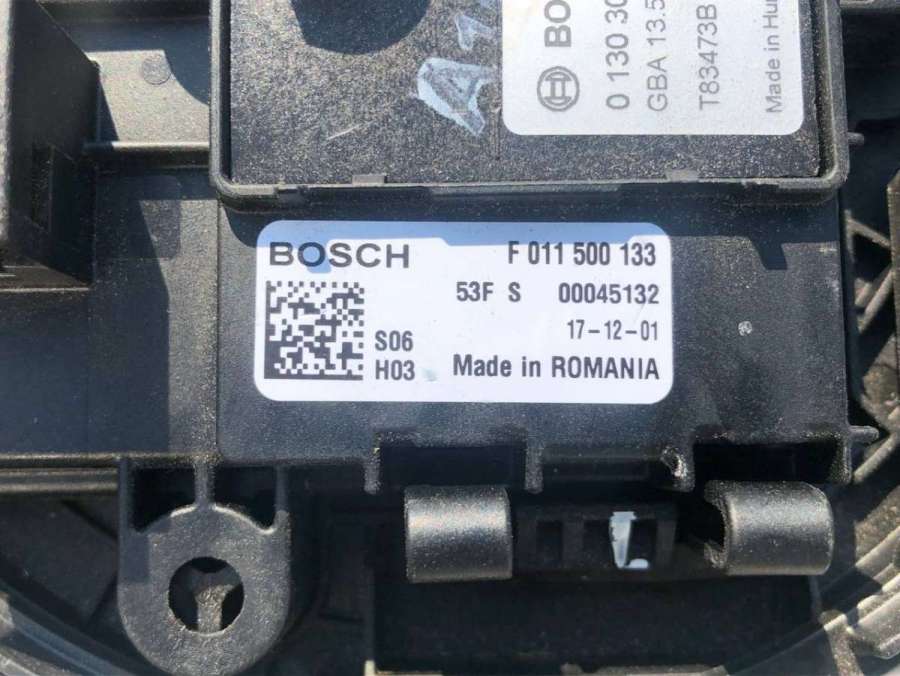 BO
0 130 30
GBA 13.5
T83473B
Made in Hu
BOSCH F 011 500 133
53F S 00045132
17-12-01
S06
H03 Made in ROMANIA